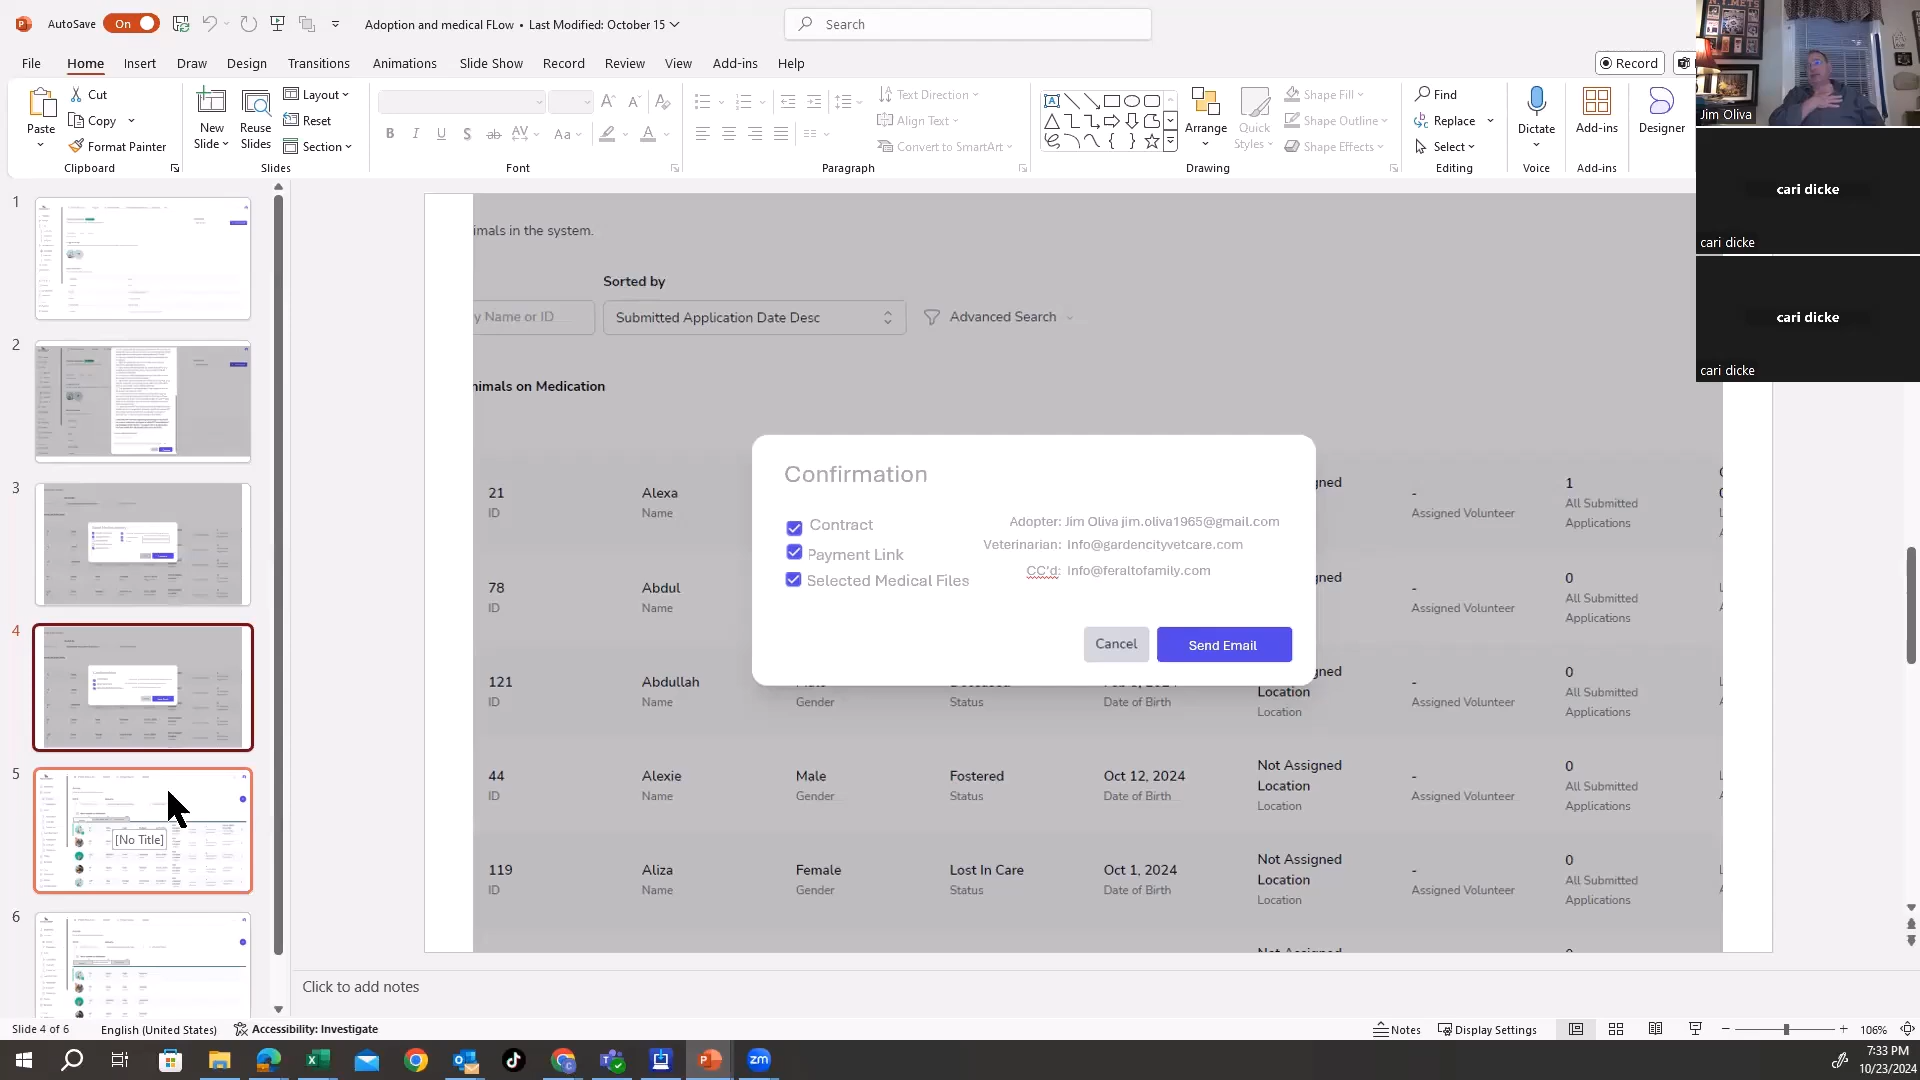 AutoSave On
Adoption and medical FLow • Last Modified: October 15
Search
File Home Insert Draw Design Transitions Animations Slide Show Record Review View Add-ins Help
Record
Paste
Cut
Copy
Format Painter
Clipboard
New Slide
Reuse Slides
Layout
Reset
Section
Slides
Font
Text Direction
Align Text
Convert to SmartArt
Paragraph
Arrange
Quick Styles
Shape Fill
Shape Outline
Shape Effects
Drawing
Find
Replace
Select
Editing
Dictate
Voice
Add-ins
Add-ins
Designer
Jim Oliva
cari dicke
cari dicke
cari dicke
cari dicke
1
2
3
4
5
6
[No Title]
imals in the system.
Sorted by
y Name or ID
Submitted Application Date Desc
Advanced Search
nimals on Medication
Confirmation
Contract
Payment Link
Selected Medical Files
Adopter: Jim Oliva jim.oliva1965@gmail.com
Veterinarian: Info@gardencityvetcare.com
CC'd: Info@feraltofamily.com
Cancel
Send Email
21 Alexa gned - 1
ID Name Assigned Volunteer All Submitted Applications
78 Abdul gned - 0
ID Name Assigned Volunteer All Submitted Applications
121 Abdullah gned Location - 0
ID Name Gender Status Date of Birth Location Assigned Volunteer All Submitted Applications
44 Alexie Male Fostered Oct 12, 2024 Not Assigned Location - 0
ID Name Gender Status Date of Birth Location Assigned Volunteer All Submitted Applications
119 Aliza Female Lost In Care Oct 1, 2024 Not Assigned Location - 0
ID Name Gender Status Date of Birth Location Assigned Volunteer All Submitted Applications
Click to add notes
Slide 4 of 6 English (United States) Accessibility: Investigate
Notes Display Settings 106%
7:33 PM
10/23/2024